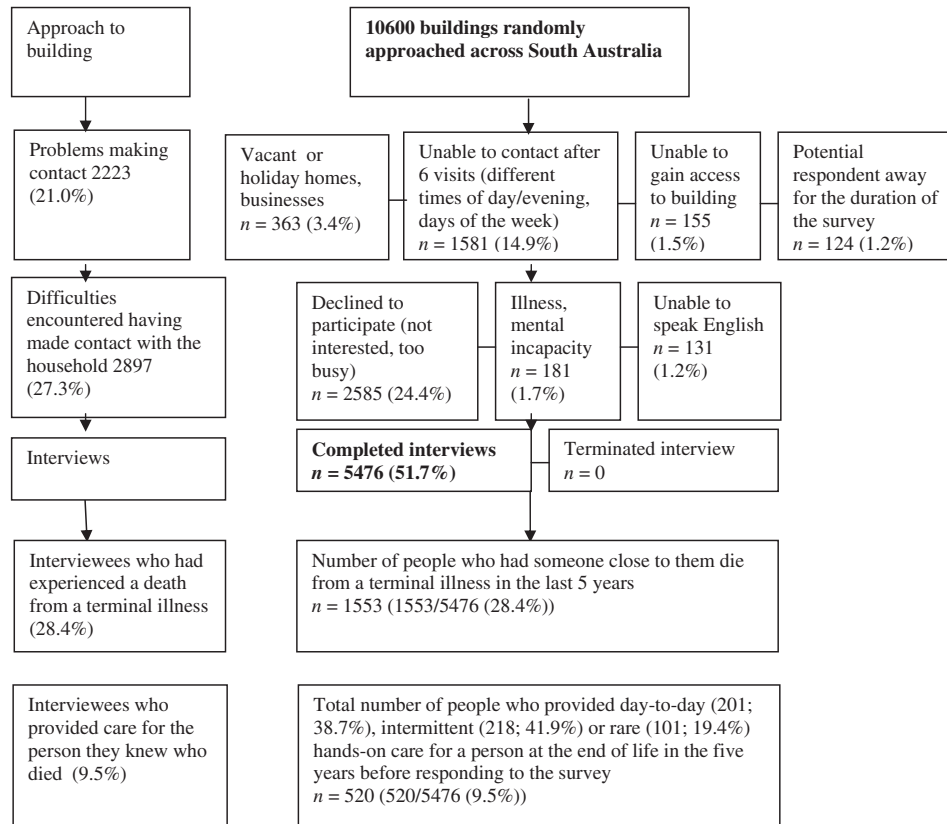 Approach to
building
10600 buildings randomly
approached across South Australia
Problems making
contact 2223
(21.0%)
Vacant or
holiday homes,
businesses
n = 363 (3.4%)
Unable to contact after
6 visits (different
times of day/evening,
days of the week)
n = 1581 (14.9%)
Unable to
gain access
to building
n = 155
(1.5%)
Potential
respondent away
for the duration of
the survey
n = 124 (1.2%)
Difficulties
encountered having
made contact with the
household 2897
(27.3%)
Declined to
participate (not
interested, too
busy)
n = 2585 (24.4%)
Illness,
mental
incapacity
n = 181
(1.7%)
Unable to
speak English
n = 131
(1.2%)
Interviews
Completed interviews
n = 5476 (51.7%)
Terminated interview
n = 0
Interviewees who had
experienced a death
from a terminal illness
(28.4%)
Number of people who had someone close to them die
from a terminal illness in the last 5 years
n = 1553 (1553/5476 (28.4%))
Interviewees who
provided care for the
person they knew who
died (9.5%)
Total number of people who provided day-to-day (201;
38.7%), intermittent (218; 41.9%) or rare (101; 19.4%)
hands-on care for a person at the end of life in the five
years before responding to the survey
n = 520 (520/5476 (9.5%))